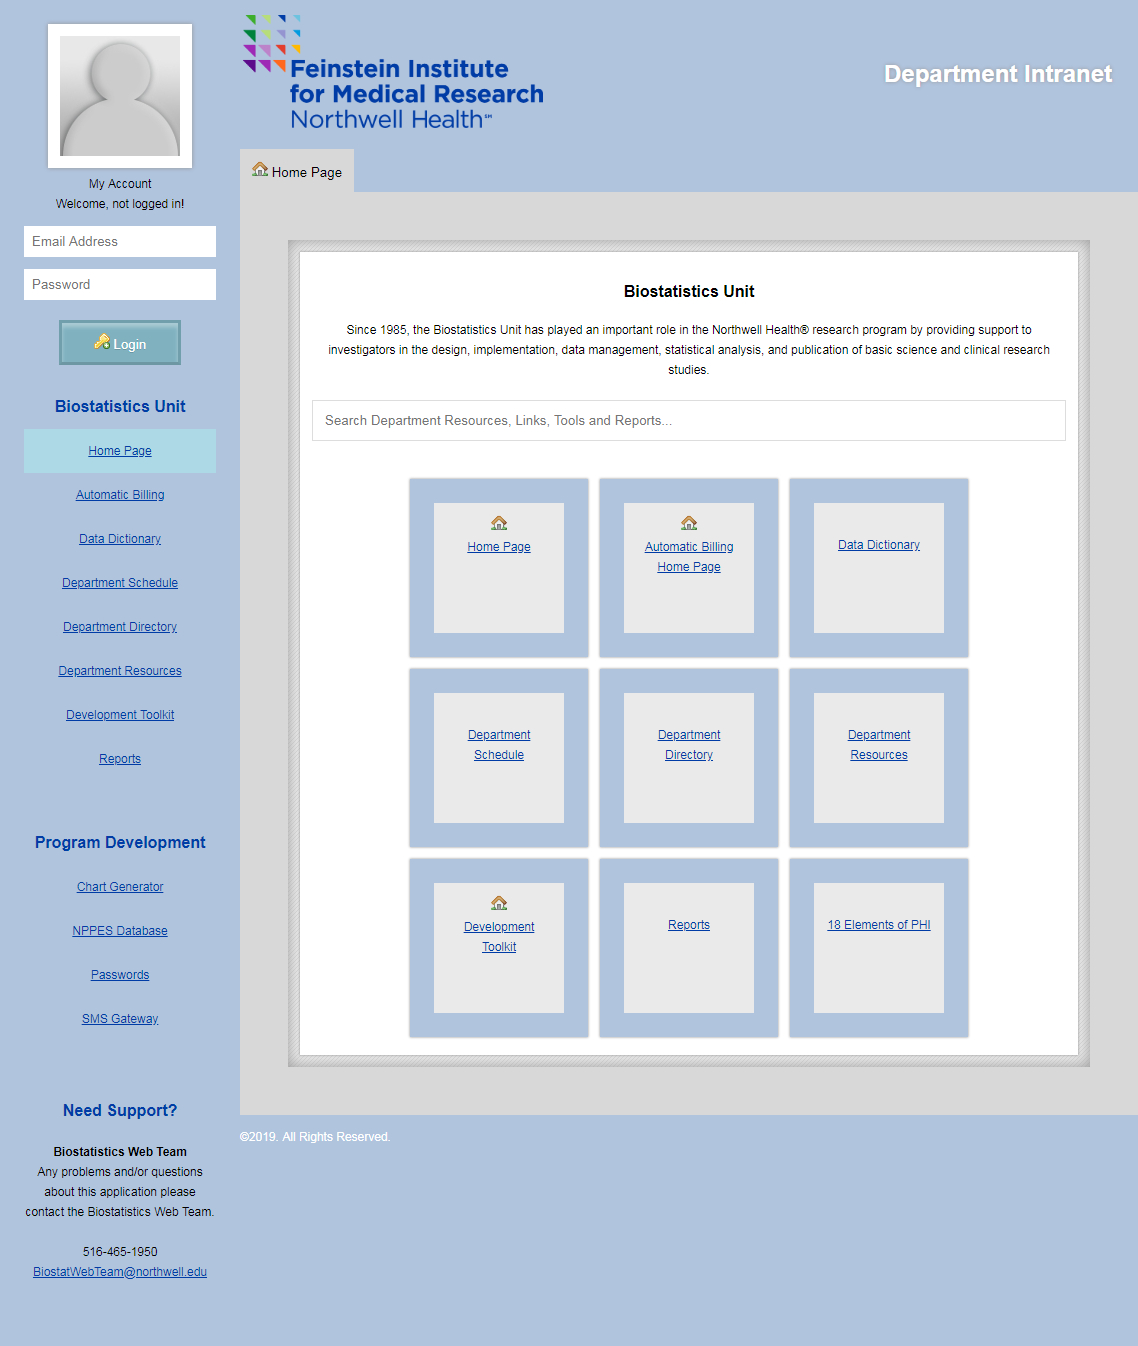 My Account
Welcome, not logged in!
Email Address
Password
Login
Biostatistics Unit
Home Page
Automatic Billing
Data Dictionary
Department Schedule
Department Directory
Department Resources
Development Toolkit
Reports
Program Development
Chart Generator
NPPES Database
Passwords
SMS Gateway
Need Support?
Biostatistics Web Team
Any problems and/or questions
about this application please
contact the Biostatistics Web Team.
516-465-1950
BiostatWebTeam@northwell.edu
Feinstein Institute
for Medical Research
Northwell Health℠
Department Intranet
Home Page
Biostatistics Unit
Since 1985, the Biostatistics Unit has played an important role in the Northwell Health® research program by providing support to
investigators in the design, implementation, data management, statistical analysis, and publication of basic science and clinical research
studies.
Search Department Resources, Links, Tools and Reports...
Home Page
Automatic Billing
Home Page
Data Dictionary
Department
Schedule
Department
Directory
Department
Resources
Development
Toolkit
Reports
18 Elements of PHI
©2019. All Rights Reserved.